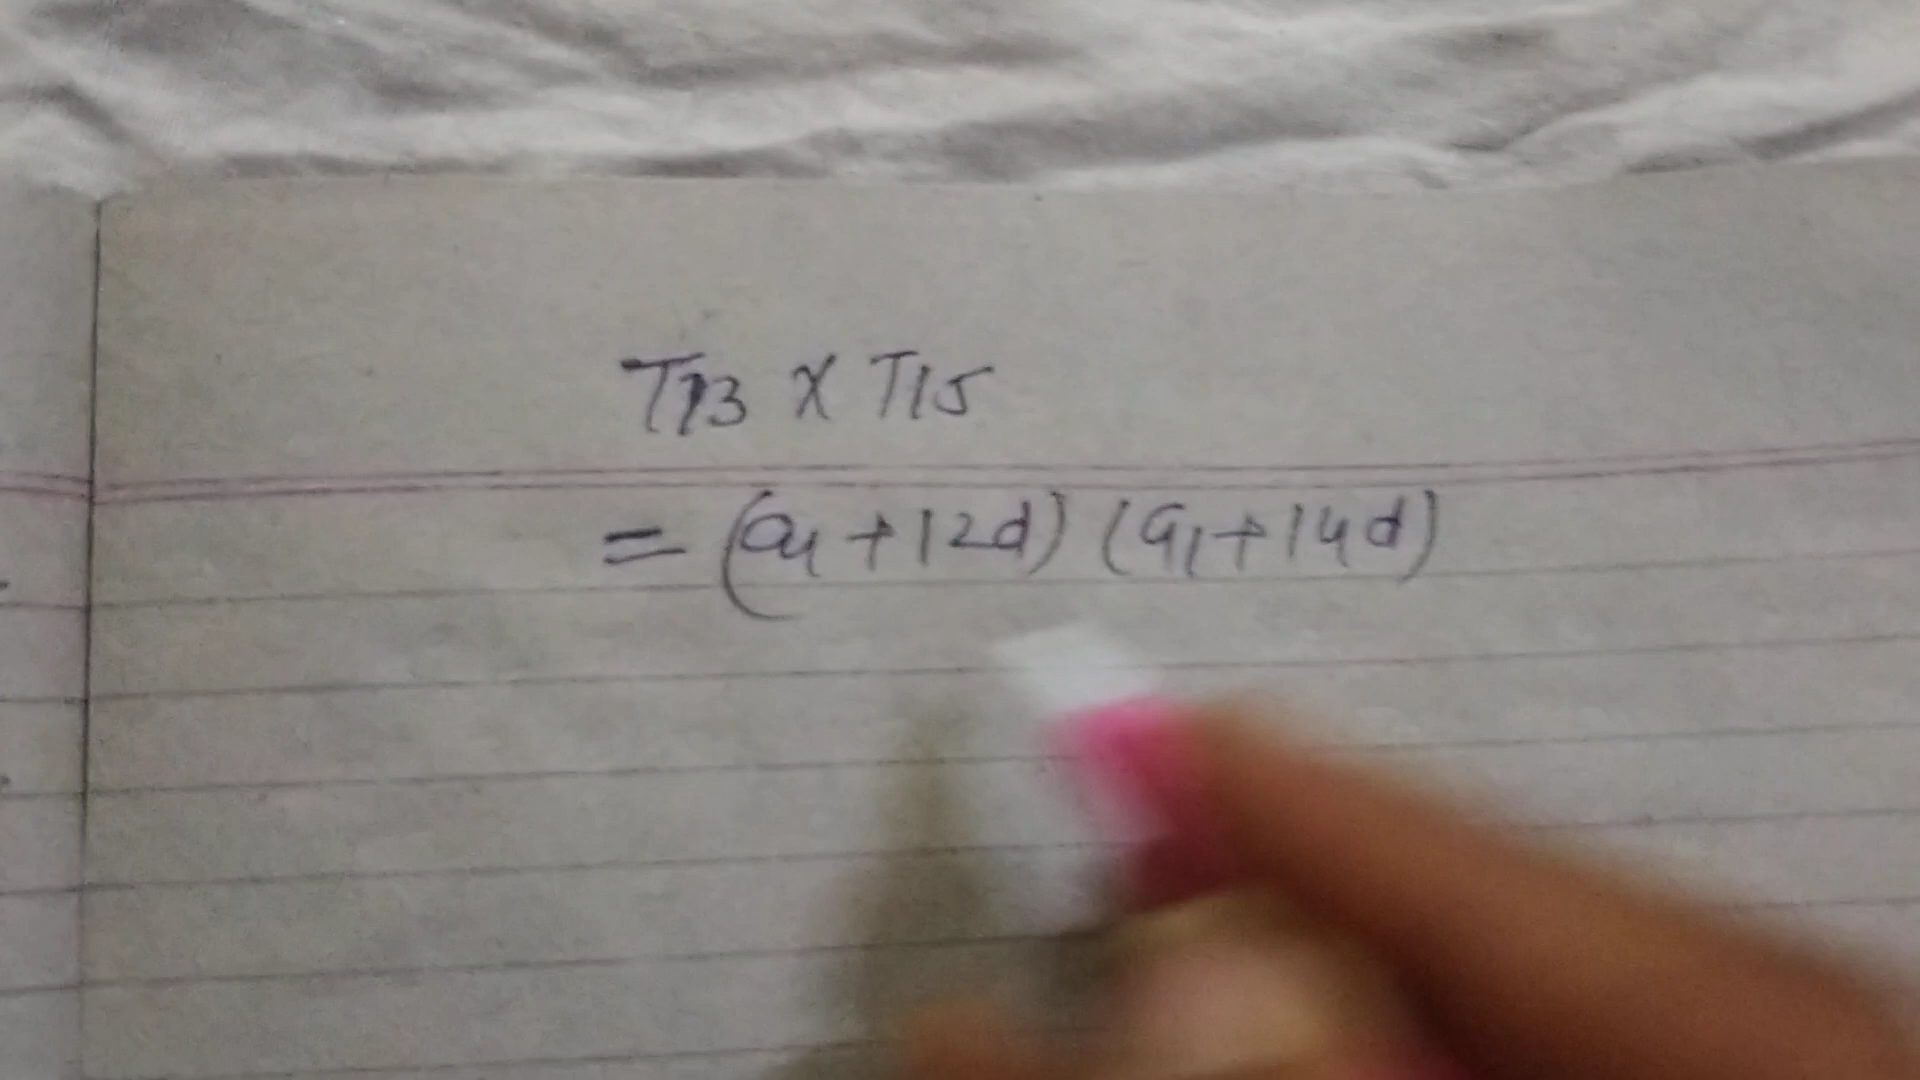 T13 X T15
= (a1 + 12d) (a1 + 14d)